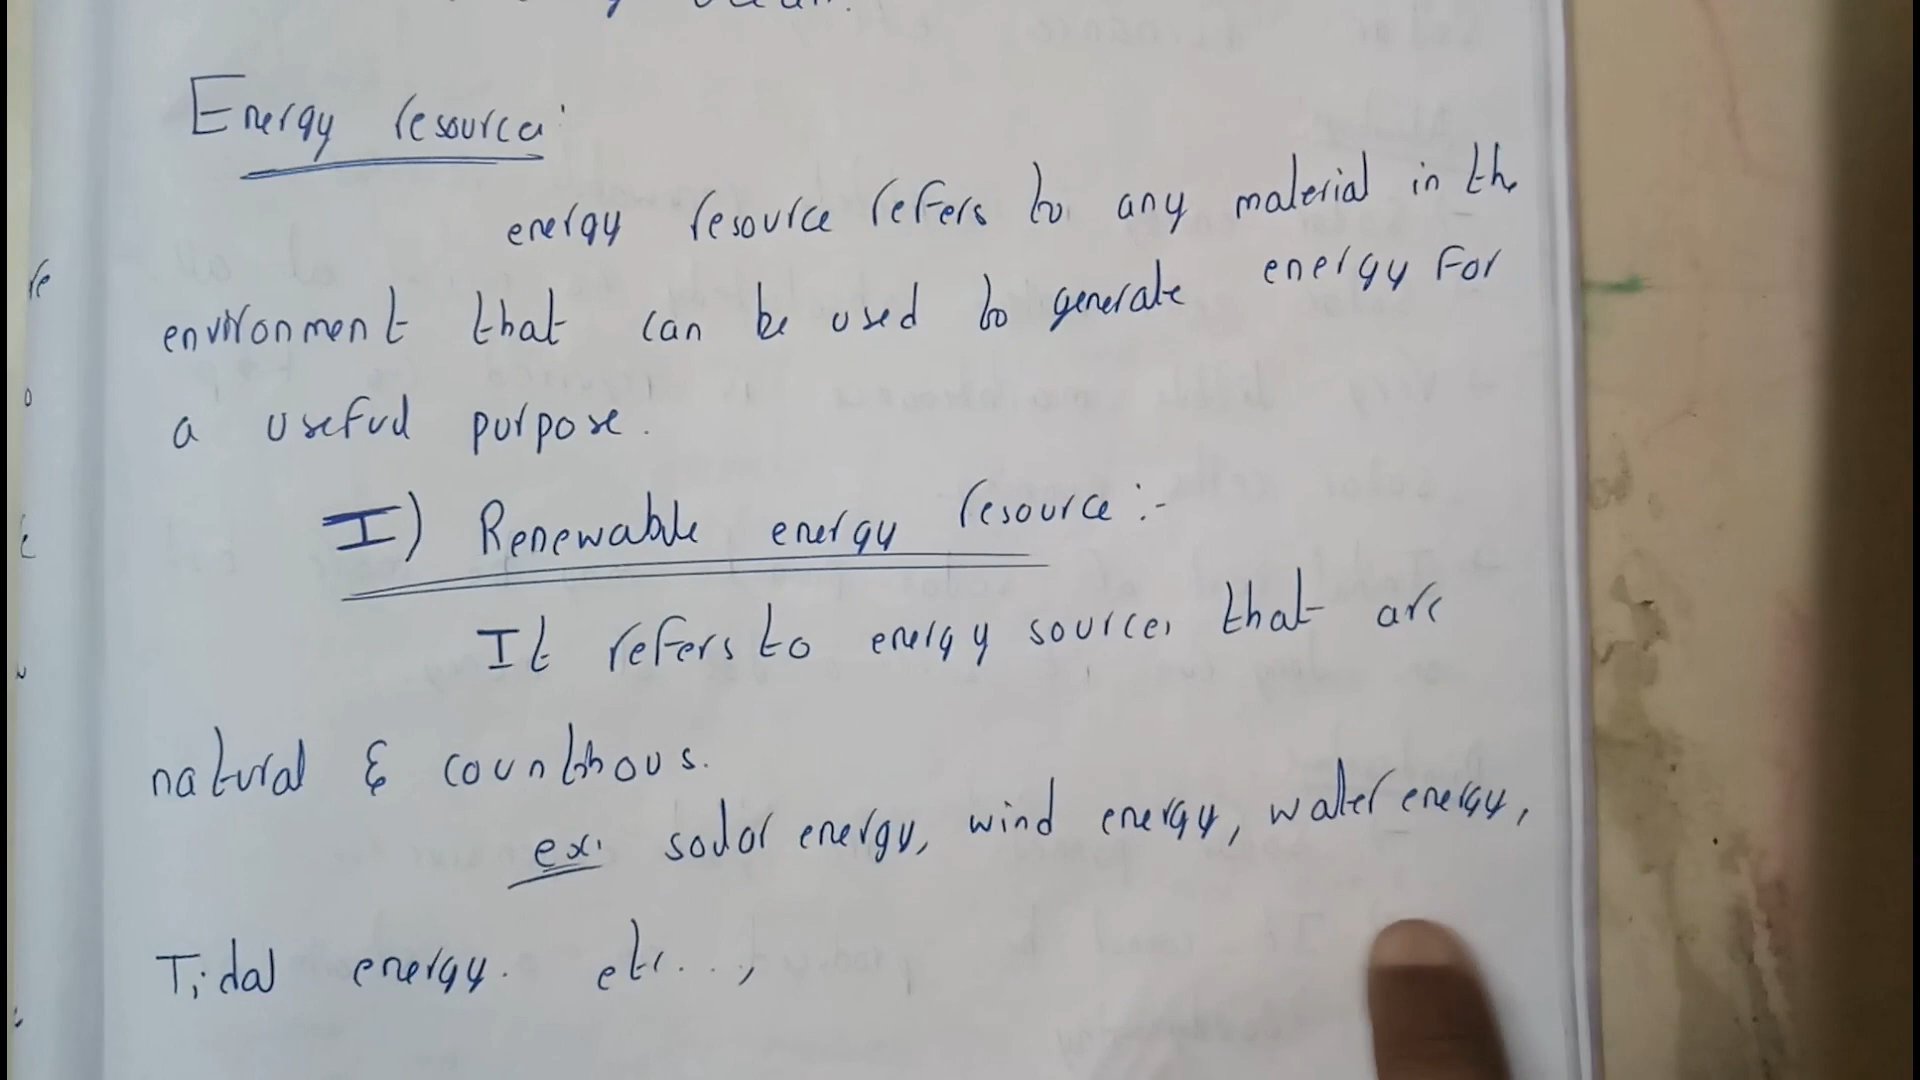 Energy resource:
energy resource refers to any material in the
environment that can be used to generate energy for
a useful purpose.
I) Renewable energy resource :-
It refers to energy sources that are
natural & countinous.
ex: solar energy, wind energy, water energy,
Tidal energy. etc..,